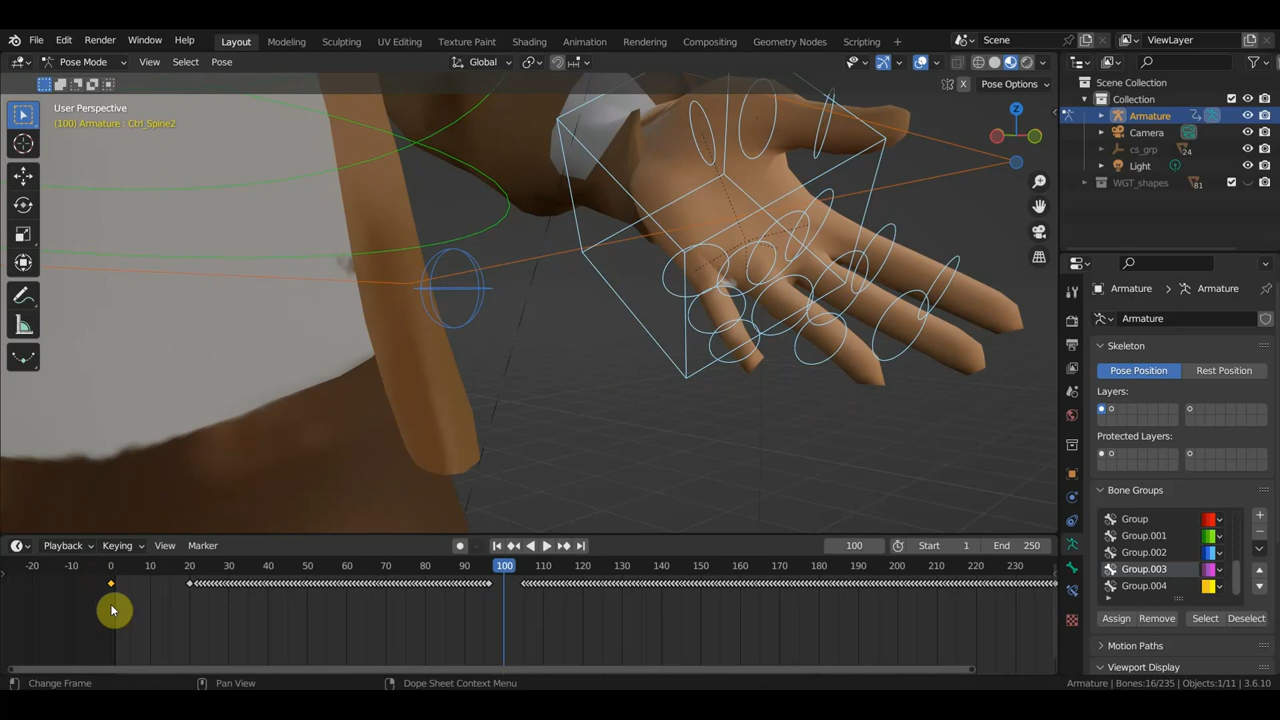 File Edit Render Window Help Layout Modeling Sculpting UV Editing Texture Paint Shading Animation Rendering Compositing Geometry Nodes Scripting + Scene ViewLayer
Pose Mode View Select Pose Global
X Pose Options
User Perspective
(100) Armature : Ctrl_Spine2
Z
Scene Collection
Collection
Armature
Camera
cs_grp 24
Light
WGT_shapes 81
Armature Armature
Armature
Skeleton
Pose Position Rest Position
Layers:
Protected Layers:
Bone Groups
Group
Group.001
Group.002
Group.003
Group.004
Assign Remove Select Deselect
Motion Paths
Viewport Display
Playback Keying View Marker 100 Start 1 End 250
-20 -10 0 10 20 30 40 50 60 70 80 90 100 110 120 130 140 150 160 170 180 190 200 210 220 230
Change Frame Pan View Dope Sheet Context Menu Armature | Bones:16/235 | Objects:1/11 | 3.6.10